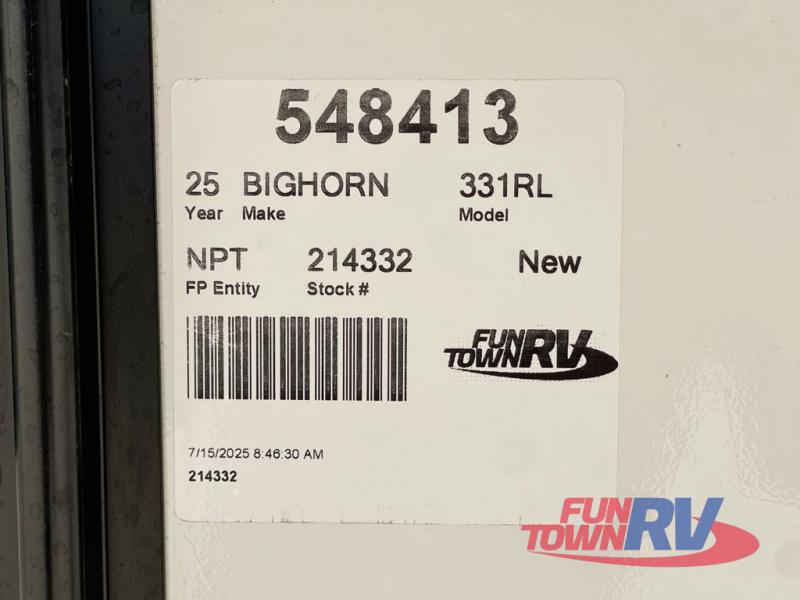 548413
25 BIGHORN 331RL
Year Make Model
NPT 214332 New
FP Entity Stock #
FUN
TOWN RV
7/15/2025 8:46:30 AM
214332
FUN
TOWN RV